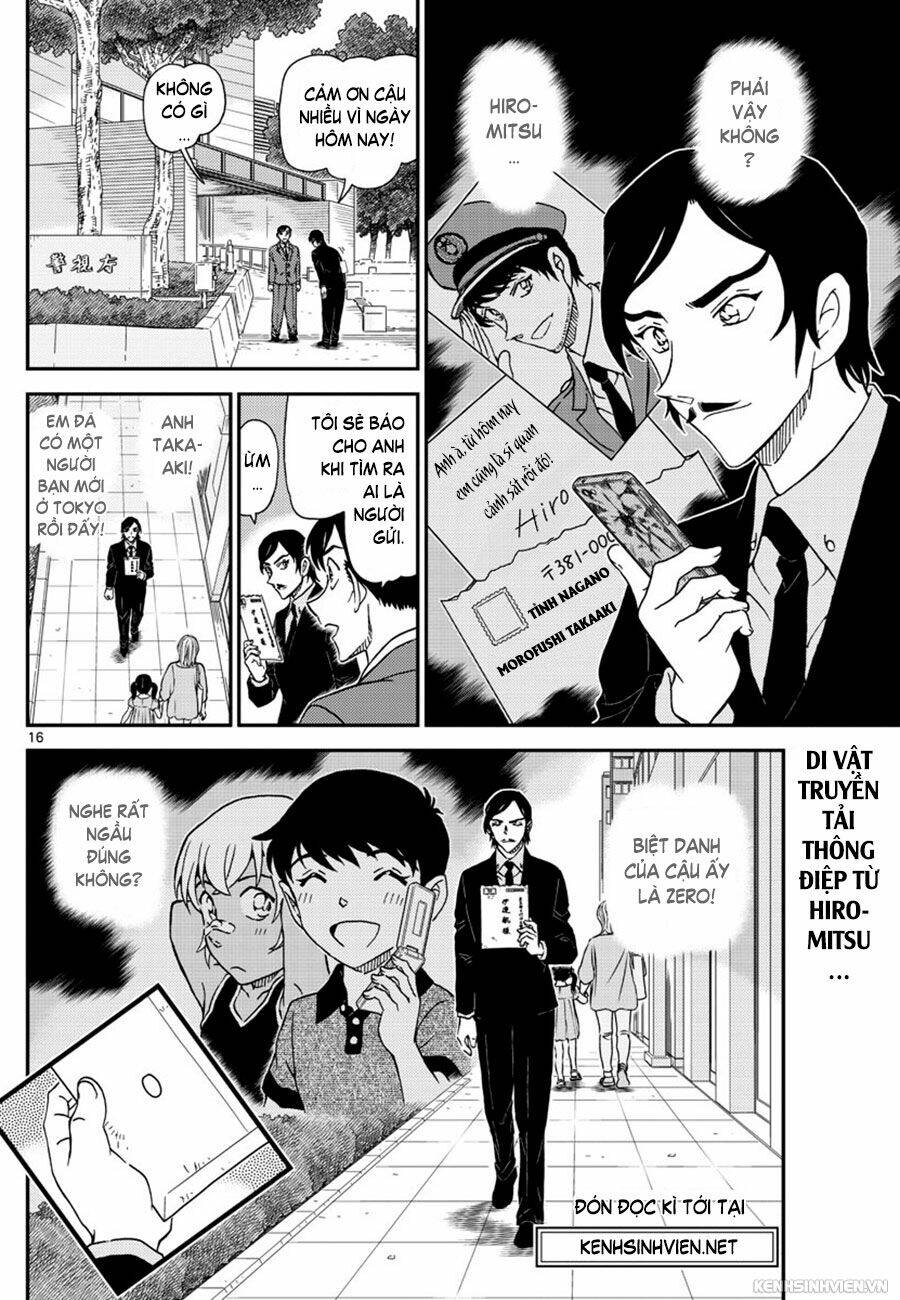 PHẢI
VẬY
KHÔNG
?
HIRO-
MITSU
...
Anh à, từ hôm nay
em cũng là sĩ quan
cảnh sát rồi đó!
Hiro
〒381-000
TỈNH NAGANO
MOROFUSHI TAKAAKI
CẢM ƠN CẬU
NHIỀU VÌ NGÀY
HÔM NAY!
KHÔNG
CÓ GÌ
...
警視庁
TÔI SẼ BÁO
CHO ANH
KHI TÌM RA
AI LÀ
NGƯỜI
GỬI.
ỪM
...
ANH
TAKA-
AKI!
EM ĐÃ
CÓ MỘT
NGƯỜI
BẠN MỚI
Ở TOKYO
RỒI ĐẤY!
16
DI VẬT
TRUYỀN
TẢI
THÔNG
ĐIỆP TỪ
HIRO-
MITSU
...
BIỆT DANH
CỦA CẬU ẤY
LÀ ZERO!
NGHE RẤT
NGẦU
ĐÚNG
KHÔNG?
ĐÓN ĐỌC KÌ TỚI TẠI
KENHSINHVIEN.NET
KENHSINHVIEN.VN